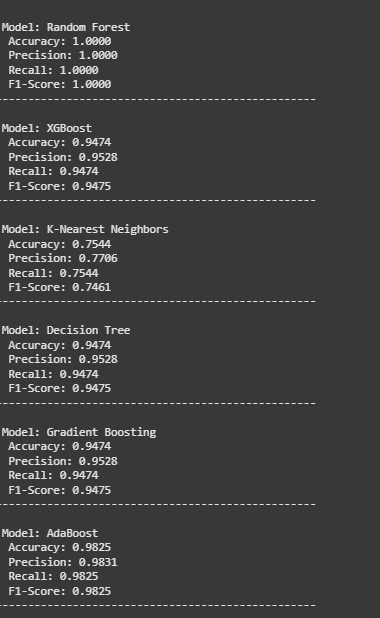 Model: Random Forest
Accuracy: 1.0000
Precision: 1.0000
Recall: 1.0000
F1-Score: 1.0000
--------------------------------------------------
Model: XGBoost
Accuracy: 0.9474
Precision: 0.9528
Recall: 0.9474
F1-Score: 0.9475
--------------------------------------------------
Model: K-Nearest Neighbors
Accuracy: 0.7544
Precision: 0.7706
Recall: 0.7544
F1-Score: 0.7461
--------------------------------------------------
Model: Decision Tree
Accuracy: 0.9474
Precision: 0.9528
Recall: 0.9474
F1-Score: 0.9475
--------------------------------------------------
Model: Gradient Boosting
Accuracy: 0.9474
Precision: 0.9528
Recall: 0.9474
F1-Score: 0.9475
--------------------------------------------------
Model: AdaBoost
Accuracy: 0.9825
Precision: 0.9831
Recall: 0.9825
F1-Score: 0.9825
--------------------------------------------------